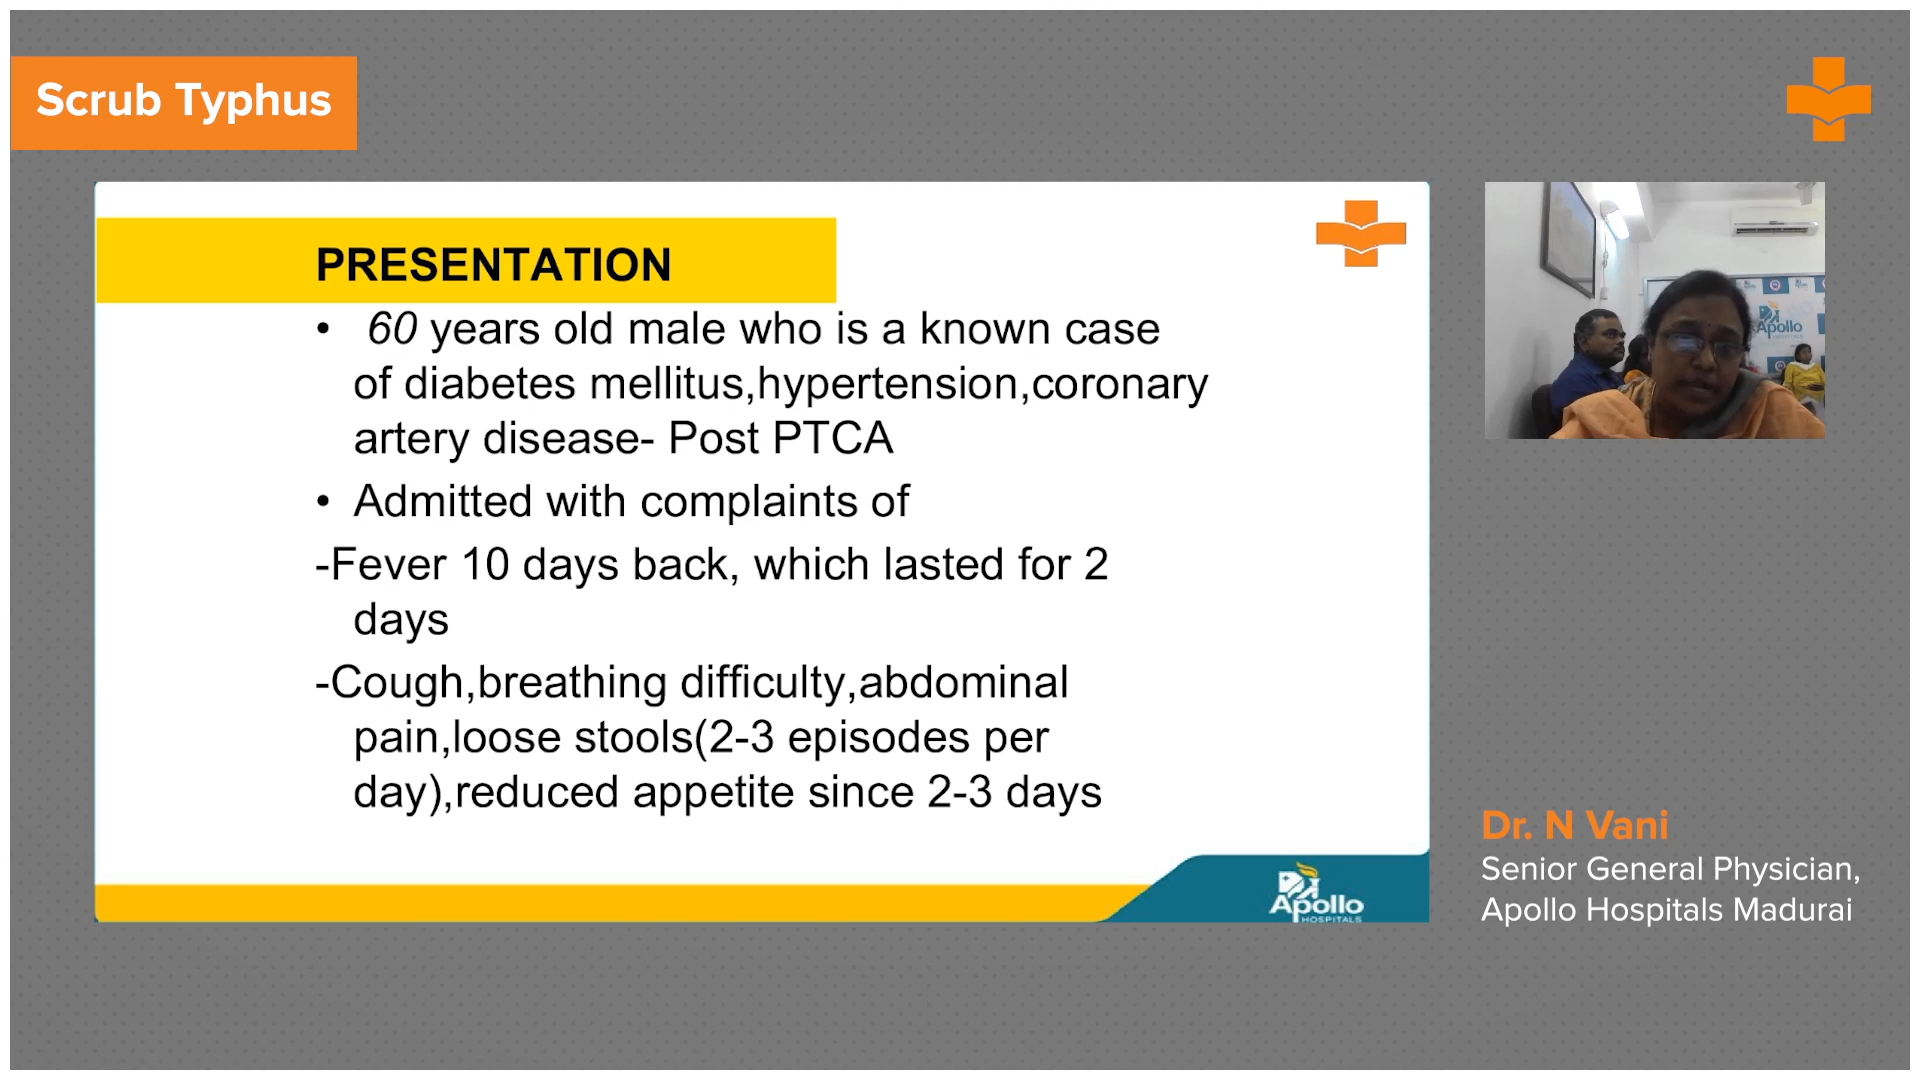 Scrub Typhus
PRESENTATION
• 60 years old male who is a known case
of diabetes mellitus,hypertension,coronary
artery disease- Post PTCA
• Admitted with complaints of
-Fever 10 days back, which lasted for 2
days
-Cough,breathing difficulty,abdominal
pain,loose stools(2-3 episodes per
day),reduced appetite since 2-3 days
Apollo
HOSPITALS
Apollo
Dr. N Vani
Senior General Physician,
Apollo Hospitals Madurai